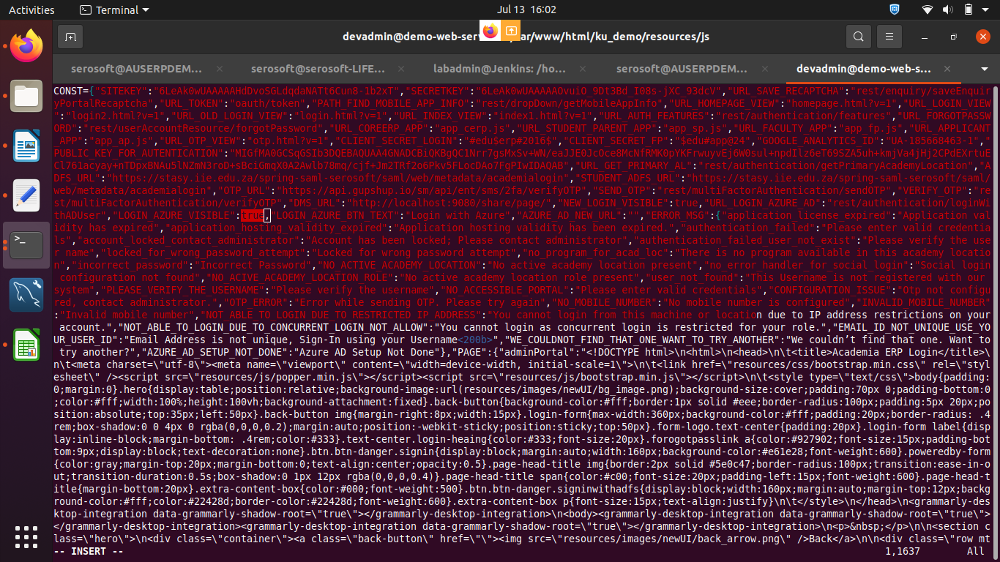 Activities
Terminal
Jul 13 16:02
devadmin@demo-web-serv
ar/www/html/ku_demo/resources/js
serosoft@AUSERPDEM...
serosoft@serosoft-LIFE...
labadmin@Jenkins: /ho...
serosoft@AUSERPDEM...
devadmin@demo-web-s...
CONST={"SITEKEY":"6LeAk0wUAAAAAHdDvoSGLdqdaNATt6Cun8-1b2xT","SECRETKEY":"6LeAk0wUAAAAAOvuiO_9Dt3Bd_I08s-jXC_93dcV","URL_SAVE_RECAPTCHA":"rest/enquiry/saveEnquir
yPortalRecaptcha","URL_TOKEN":"oauth/token","PATH_FIND_MOBILE_APP_INFO":"rest/dropDown/getMobileAppInfo","URL_HOMEPAGE_VIEW":"homepage.html?v=1","URL_LOGIN_VIEW
":"login2.html?v=1","URL_OLD_LOGIN_VIEW":"login.html?v=1","URL_INDEX_VIEW":"index1.html?v=1","URL_AUTH_FEATURES":"rest/authentication/features","URL_FORGOTPASSW
ORD":"rest/userAccountResource/forgotPassword","URL_COREERP_APP":"app_cerp.js","URL_STUDENT_PARENT_APP":"app_sp.js","URL_FACULTY_APP":"app_fp.js","URL_APPLICANT
_APP":"app_ap.js","URL_OTP_VIEW":"otp.html?v=1","CLIENT_SECRET_LOGIN":"#edu$erp#2015$","CLIENT_SECRET_FP":"$edu#app@24","GOOGLE_ANALYTICS_ID":"UA-185668463-1","
PUBLIC_KEY_FOR_AUTHENTICATION":"MIGfMA0GCSqGSIb3DQEBAQUAA4GNADCBiQKBgQC1Nrr7gsMxSv+WNYeaJJE0JcOce8McNfRMK0pYKFrwuyvEj6W0sul+npdIlz6eT69SZA5uh+kmjVa4jHj2CPdEXrtuE
Cl761acyay+nTDpxBNAu5lNZmN3roD+sBciGmqX0A2Awlb78mq/cjf+Jm2TRf2o6Pkv5FLocDAo7FgPIwIDAQAB","URL_GET_PRIMARY_AL":"rest/authentication/getPrimaryAcademyLocation","A
DFS_URL":"https://stasy.iie.edu.za/spring-saml-serosoft/saml/web/metadata/academialogin","STUDENT_ADFS_URL":"https://stasy.iie.edu.za/spring-saml-serosoft/saml/
web/metadata/academialogin","OTP_URL":"https://api.gupshup.io/sm/api/ent/sms/2fa/verifyOTP","SEND_OTP":"rest/multiFactorAuthentication/sendOTP","VERIFY_OTP":"re
st/multiFactorAuthentication/verifyOTP","DMS_URL":"http://localhost:9080/share/page/","NEW_LOGIN_VISIBLE":true,"URL_LOGIN_AZURE_AD":"rest/authentication/loginWi
thADUser","LOGIN_AZURE_VISIBLE":true,"LOGIN_AZURE_BTN_TEXT":"Login with Azure","AZURE_AD_NEW_URL":"","ERROR_MSG":{"application_license_expired":"Application val
idity has expired","application_hosting_validity_expired":"Application hosting validity has been expired.","authentication_failed":"Please enter valid credentia
ls","account_locked_contact_administrator":"Account has been locked; Please contact administrator","authentication_failed_user_not_exist":"Please verify the use
r name","locked_for_wrong_password_attempt":"Locked for wrong password attempt","no_program_for_acad_loc":"There is no program available in this academy locatio
n","incorrect_password":"Incorrect Password","NO_ACTIVE_ACADEMY_LOCATION":"No active academy location present","no_error_handler_for_social_login":"Social login
 configuration not found","NO_ACIVE_ACADEMY_LOCATION_ROLE":"No active academy location role present","user_not_found":"This Username is not registered with our
system","PLEASE_VERIFY_THE_USERNAME":"Please verify the username","NO_ACCESSIBLE_PORTAL":"Please enter valid credentials","CONFIGURATION_ISSUE":"Otp not configu
red, contact administrator.","OTP_ERROR":"Error while sending OTP. Please try again","NO_MOBILE_NUMBER":"No mobile number is configured","INVALID_MOBILE_NUMBER"
:"Invalid mobile number","NOT_ABLE_TO_LOGIN_DUE_TO_RESTRICTED_IP_ADDRESS":"You cannot login from this machine or location due to IP address restrictions on your
 account.","NOT_ABLE_TO_LOGIN_DUE_TO_CONCURRENT_LOGIN_NOT_ALLOW":"You cannot login as concurrent login is restricted for your role.","EMAIL_ID_NOT_UNIQUE_USE_YO
UR_USER_ID":"Email Address is not unique, Sign-In using your Username<200b>","WE_COULDNOT_FIND_THAT_ONE_WANT_TO_TRY_ANOTHER":"We couldn’t find that one. Want to
 try another?","AZURE_AD_SETUP_NOT_DONE":"Azure AD Setup Not Done"},"PAGE":{"adminPortal":"<!DOCTYPE html>\n<html>\n<head>\n\t<title>Academia ERP Login</title>\
n\t<meta charset=\"utf-8\"><meta name=\"viewport\" content=\"width=device-width, initial-scale=1\">\n\t<link href=\"resources/css/bootstrap.min.css\" rel=\"styl
esheet\" /><script src=\"resources/js/popper.min.js\"></script><script src=\"resources/js/bootstrap.min.js\"></script>\n\t<style type=\"text/css\">body{padding:
0;margin:0}.hero{display:table;position:relative;background-image:url(resources/images/newUI/bg_image.png);background-size:cover;padding:70px 0;padding-bottom:0
;color:#fff;width:100%;height:100vh;background-attachment:fixed}.back-button{background-color:#fff;border:1px solid #eee;border-radius:100px;padding:5px 20px;po
sition:absolute;top:35px;left:50px}.back-button img{margin-right:8px;width:15px}.login-form{max-width:360px;background-color:#fff;padding:20px;border-radius: .4
rem;box-shadow:0 0 4px 0 rgba(0,0,0,0.2);margin:auto;position:-webkit-sticky;position:sticky;top:50px}.form-logo.text-center{padding:20px}.login-form label{disp
lay:inline-block;margin-bottom: .4rem;color:#333}.text-center.login-heaing{color:#333;font-size:20px}.forogotpasslink a{color:#927902;font-size:15px;padding-bot
tom:9px;display:block;text-decoration:none}.btn.btn-danger.signin{display:block;margin:auto;width:160px;background-color:#e61e28;font-weight:600}.poweredby-form
{color:gray;margin-top:20px;margin-bottom:0;text-align:center;opacity:0.5}.page-head-title img{border:2px solid #5e0c47;border-radius:100px;transition:ease-in-o
ut;transition-duration:0.5s;box-shadow:0 1px 12px rgba(0,0,0,0.4)}.page-head-title span{color:#c00;font-size:20px;padding-left:15px;font-weight:600}.page-head-t
itle{margin-bottom:20px}.extra-content-box{color:#000;font-weight:500}.btn.btn-danger.signinwithadfs{display:block;width:160px;margin:auto;margin-top:12px;backg
round-color:#fff;color:#22428d;border-color:#22428d;font-weight:600}.extra-content-box p{font-size:15px;text-align:justify}\n\t</style>\n</head>\n<grammarly-des
ktop-integration data-grammarly-shadow-root=\"true\"></grammarly-desktop-integration>\n<body><grammarly-desktop-integration data-grammarly-shadow-root=\"true\">
</grammarly-desktop-integration><grammarly-desktop-integration data-grammarly-shadow-root=\"true\"></grammarly-desktop-integration>\n<p>&nbsp;</p>\n\n<section c
lass=\"hero\">\n<div class=\"container\"><a class=\"back-button\" href=\"\"><img src=\"resources/images/newUI/back_arrow.png\" />Back</a>\n\n<div class=\"row mt
-- INSERT --
1,1637
All